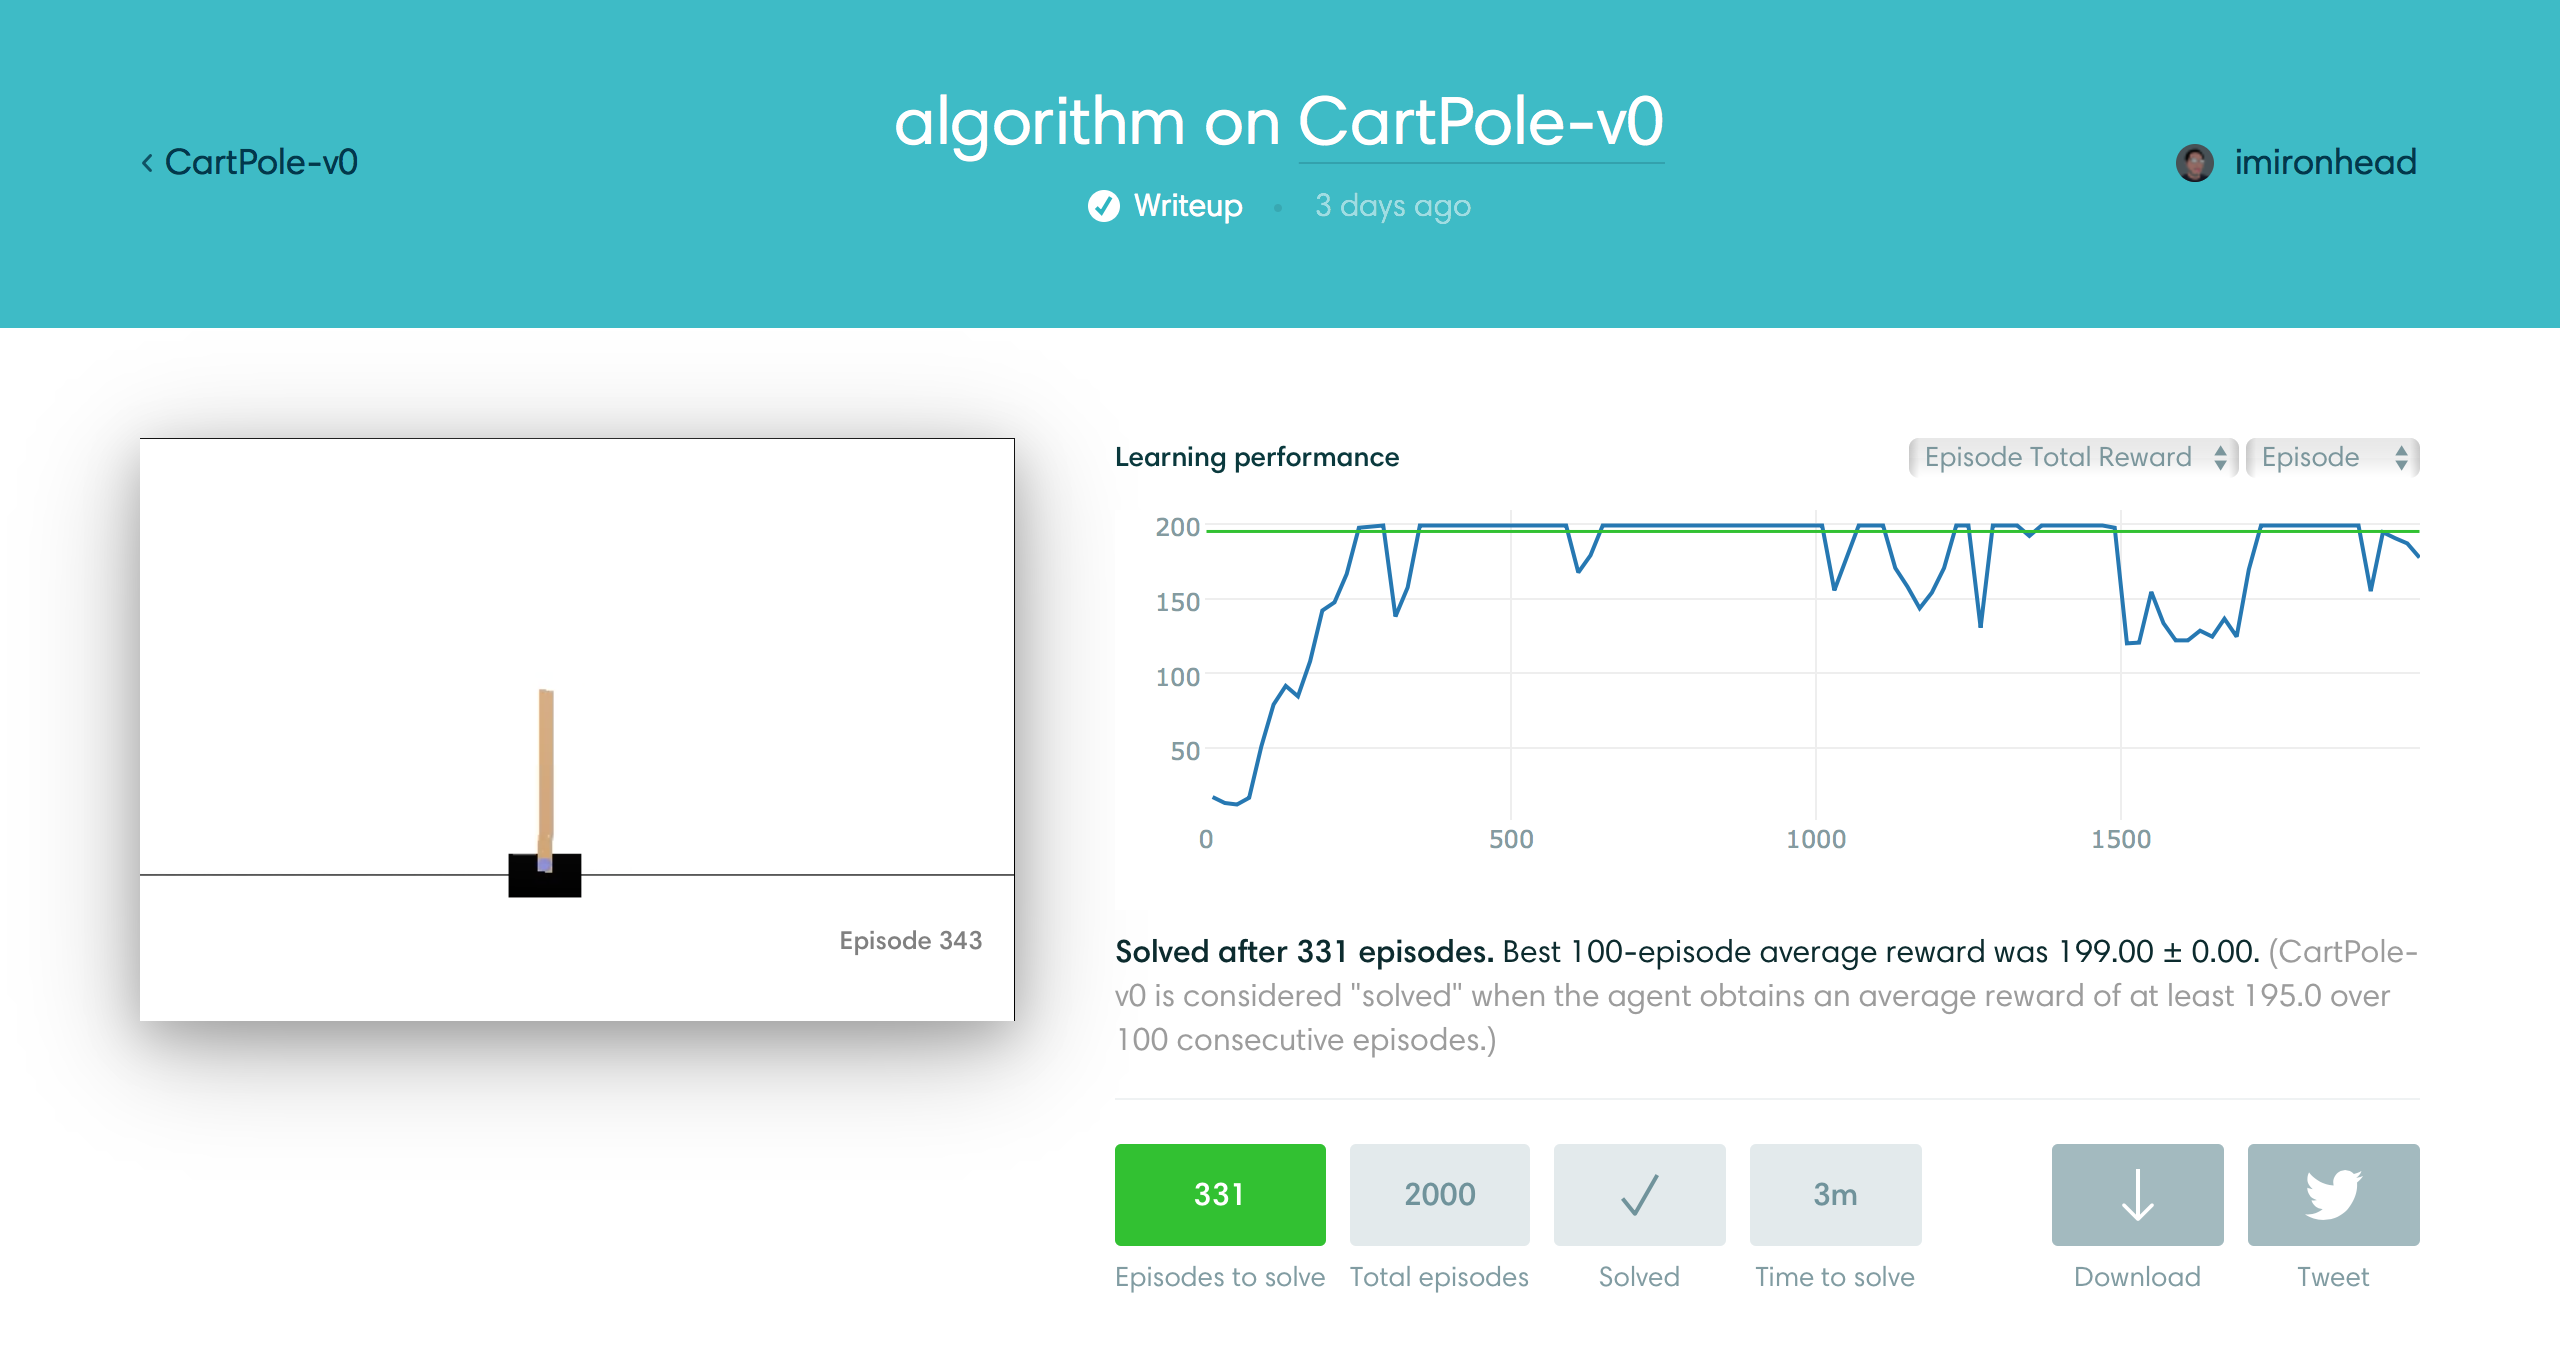 algorithm on CartPole-v0
‹ CartPole-v0
imironhead
Writeup • 3 days ago
Episode 343
Learning performance
Episode Total Reward
Episode
200
150
100
50
0 500 1000 1500
Solved after 331 episodes. Best 100-episode average reward was 199.00 ± 0.00. (CartPole-
v0 is considered "solved" when the agent obtains an average reward of at least 195.0 over
100 consecutive episodes.)
331 2000 3m
Episodes to solve Total episodes Solved Time to solve Download Tweet